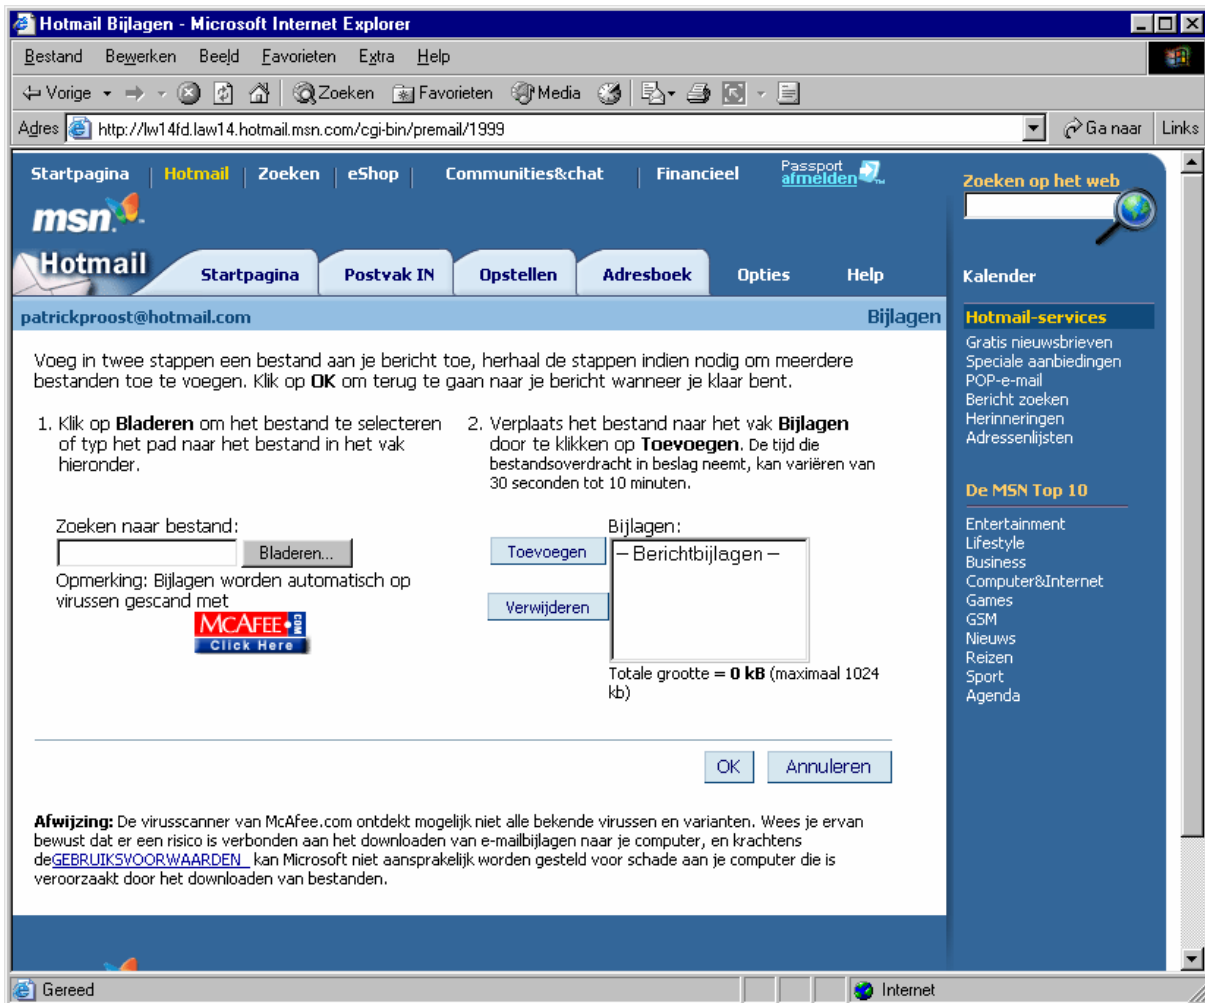 Hotmail Bijlagen - Microsoft Internet Explorer
Bestand Bewerken Beeld Favorieten Extra Help
Vorige Zoeken Favorieten Media
Adres http://lw14fd.law14.hotmail.msn.com/cgi-bin/premail/1999 Ga naar Links
Startpagina | Hotmail | Zoeken | eShop | Communities&chat | Financieel
Passport
afmelden
TM
msn
Hotmail
Startpagina Postvak IN Opstellen Adresboek Opties Help
patrickproost@hotmail.com Bijlagen
Voeg in twee stappen een bestand aan je bericht toe, herhaal de stappen indien nodig om meerdere
bestanden toe te voegen. Klik op OK om terug te gaan naar je bericht wanneer je klaar bent.
1. Klik op Bladeren om het bestand te selecteren
of typ het pad naar het bestand in het vak
hieronder.
2. Verplaats het bestand naar het vak Bijlagen
door te klikken op Toevoegen. De tijd die
bestandsoverdracht in beslag neemt, kan variëren van
30 seconden tot 10 minuten.
Zoeken naar bestand:
Bladeren...
Opmerking: Bijlagen worden automatisch op
virussen gescand met
McAFEE.COM
Click Here
Toevoegen
Verwijderen
Bijlagen:
-- Berichtbijlagen --
Totale grootte = 0 kB (maximaal 1024
kb)
OK Annuleren
Afwijzing: De virusscanner van McAfee.com ontdekt mogelijk niet alle bekende virussen en varianten. Wees je ervan
bewust dat er een risico is verbonden aan het downloaden van e-mailbijlagen naar je computer, en krachtens
deGEBRUIKSVOORWAARDEN kan Microsoft niet aansprakelijk worden gesteld voor schade aan je computer die is
veroorzaakt door het downloaden van bestanden.
Zoeken op het web
Kalender
Hotmail-services
Gratis nieuwsbrieven
Speciale aanbiedingen
POP-e-mail
Bericht zoeken
Herinneringen
Adressenlijsten
De MSN Top 10
Entertainment
Lifestyle
Business
Computer&Internet
Games
GSM
Nieuws
Reizen
Sport
Agenda
Gereed Internet